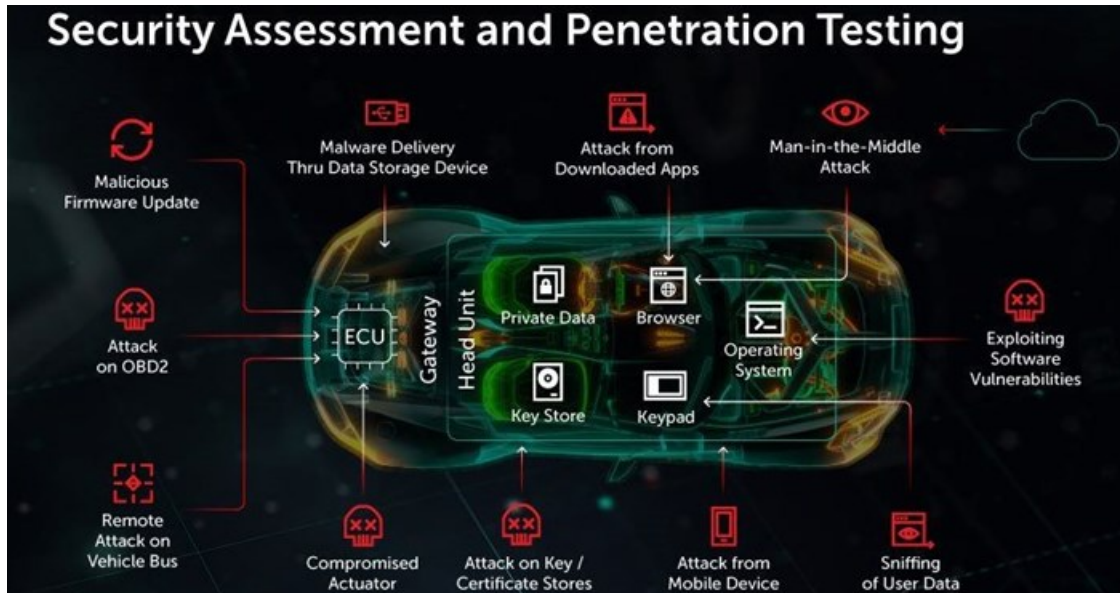 Security Assessment and Penetration Testing
Malware Delivery
Thru Data Storage Device
Attack from
Downloaded Apps
Man-in-the-Middle
Attack
Malicious
Firmware Update
Attack
on OBD2
Remote
Attack on
Vehicle Bus
ECU
Gateway
Head Unit
Private Data
Browser
Operating
System
Key Store
Keypad
Exploiting
Software
Vulnerabilities
Compromised
Actuator
Attack on Key /
Certificate Stores
Attack from
Mobile Device
Sniffing
of User Data